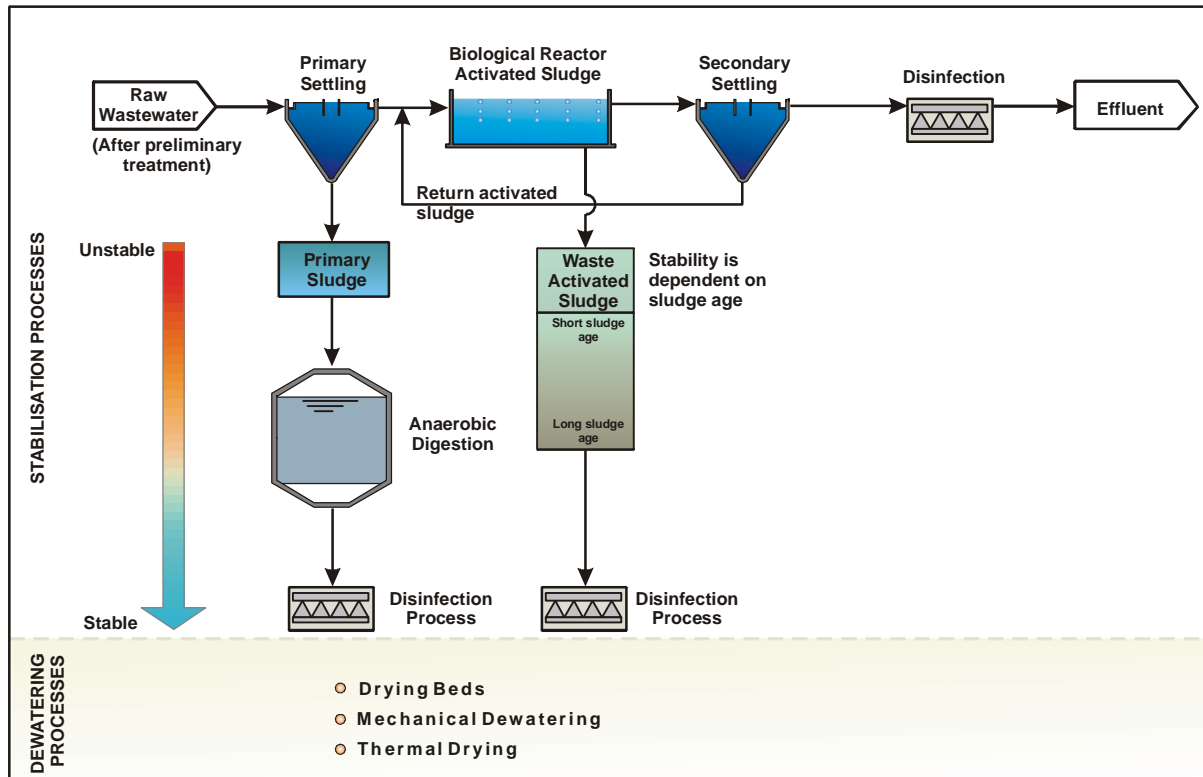 Primary
Settling
Biological Reactor
Activated Sludge
Secondary
Settling
Disinfection
Raw
Wastewater
Effluent
(After preliminary
treatment)
Return activated
sludge
STABILISATION PROCESSES
Unstable
Primary
Sludge
Waste
Activated
Sludge
Stability is
dependent on
sludge age
Short sludge
age
Anaerobic
Digestion
Long sludge
age
Disinfection
Process
Disinfection
Process
Stable
DEWATERING
PROCESSES
Drying Beds
Mechanical Dewatering
Thermal Drying